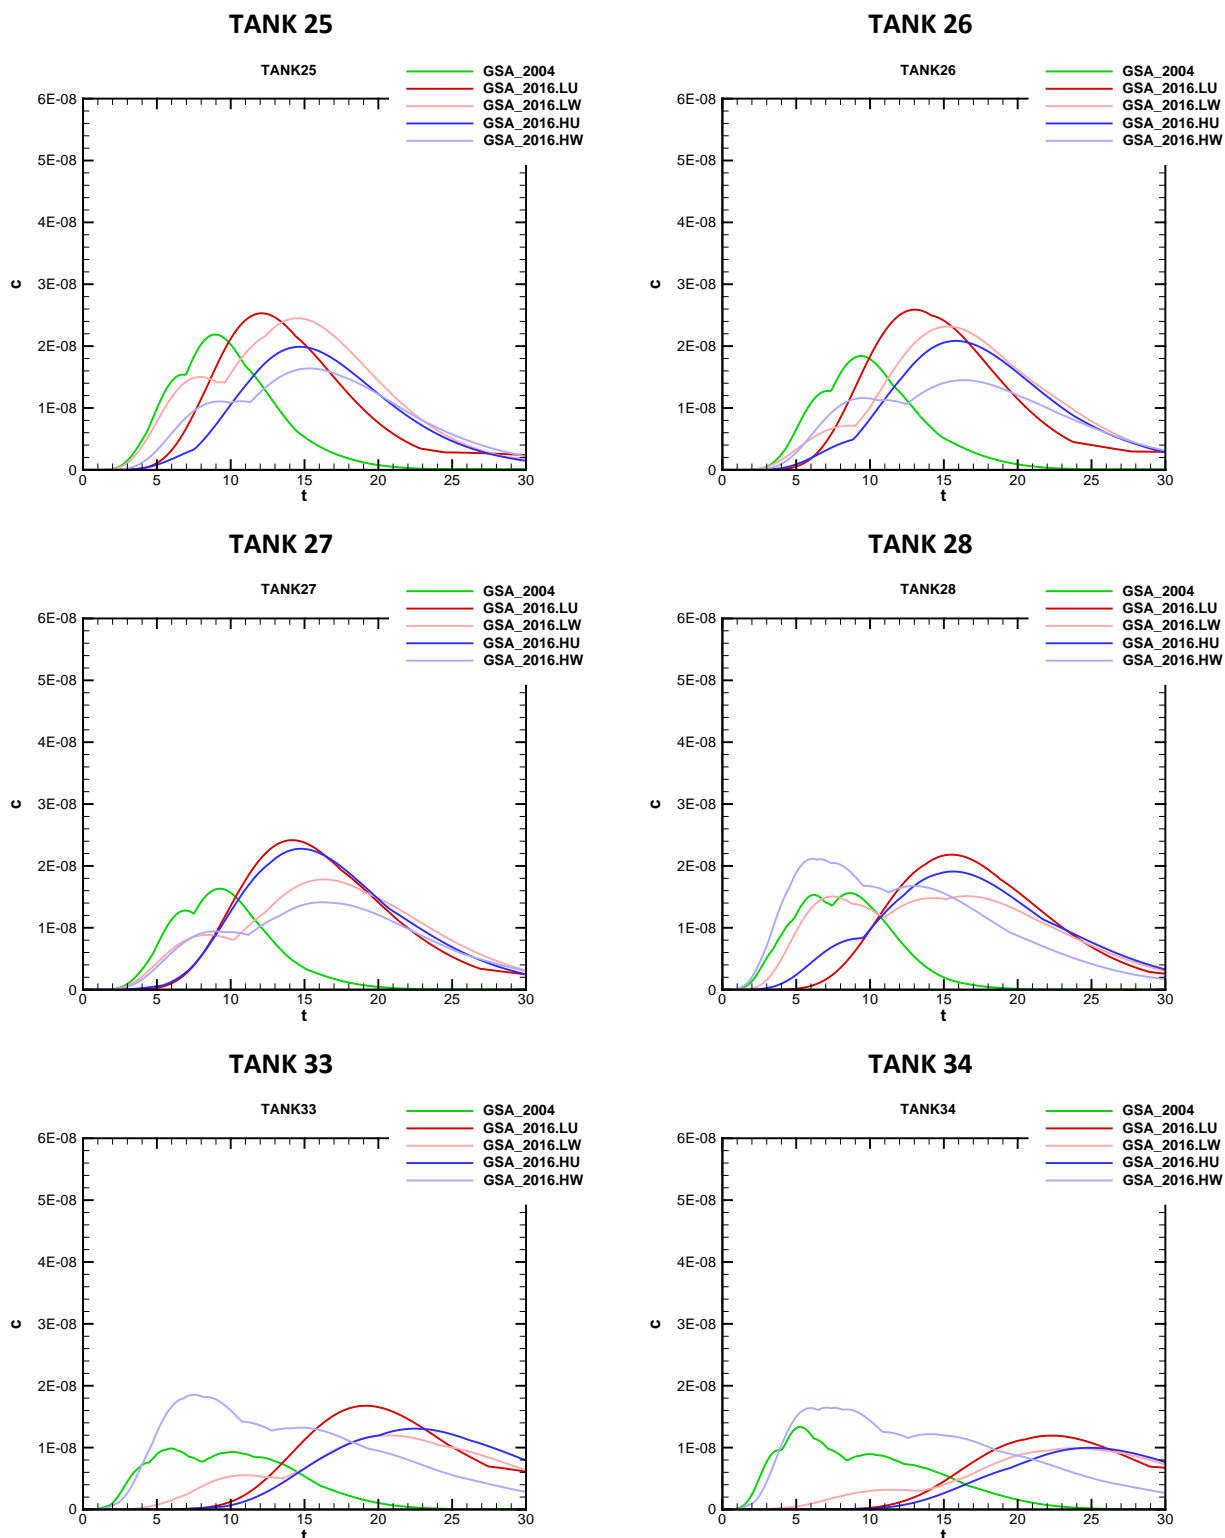 TANK 25
TANK25
GSA_2004
GSA_2016.LU
GSA_2016.LW
GSA_2016.HU
GSA_2016.HW
6E-08
5E-08
4E-08
3E-08
2E-08
1E-08
0
c
0 5 10 15 20 25 30
t
TANK 26
TANK26
GSA_2004
GSA_2016.LU
GSA_2016.LW
GSA_2016.HU
GSA_2016.HW
6E-08
5E-08
4E-08
3E-08
2E-08
1E-08
0
c
0 5 10 15 20 25 30
t
TANK 27
TANK27
GSA_2004
GSA_2016.LU
GSA_2016.LW
GSA_2016.HU
GSA_2016.HW
6E-08
5E-08
4E-08
3E-08
2E-08
1E-08
0
c
0 5 10 15 20 25 30
t
TANK 28
TANK28
GSA_2004
GSA_2016.LU
GSA_2016.LW
GSA_2016.HU
GSA_2016.HW
6E-08
5E-08
4E-08
3E-08
2E-08
1E-08
0
c
0 5 10 15 20 25 30
t
TANK 33
TANK33
GSA_2004
GSA_2016.LU
GSA_2016.LW
GSA_2016.HU
GSA_2016.HW
6E-08
5E-08
4E-08
3E-08
2E-08
1E-08
0
c
0 5 10 15 20 25 30
t
TANK 34
TANK34
GSA_2004
GSA_2016.LU
GSA_2016.LW
GSA_2016.HU
GSA_2016.HW
6E-08
5E-08
4E-08
3E-08
2E-08
1E-08
0
c
0 5 10 15 20 25 30
t